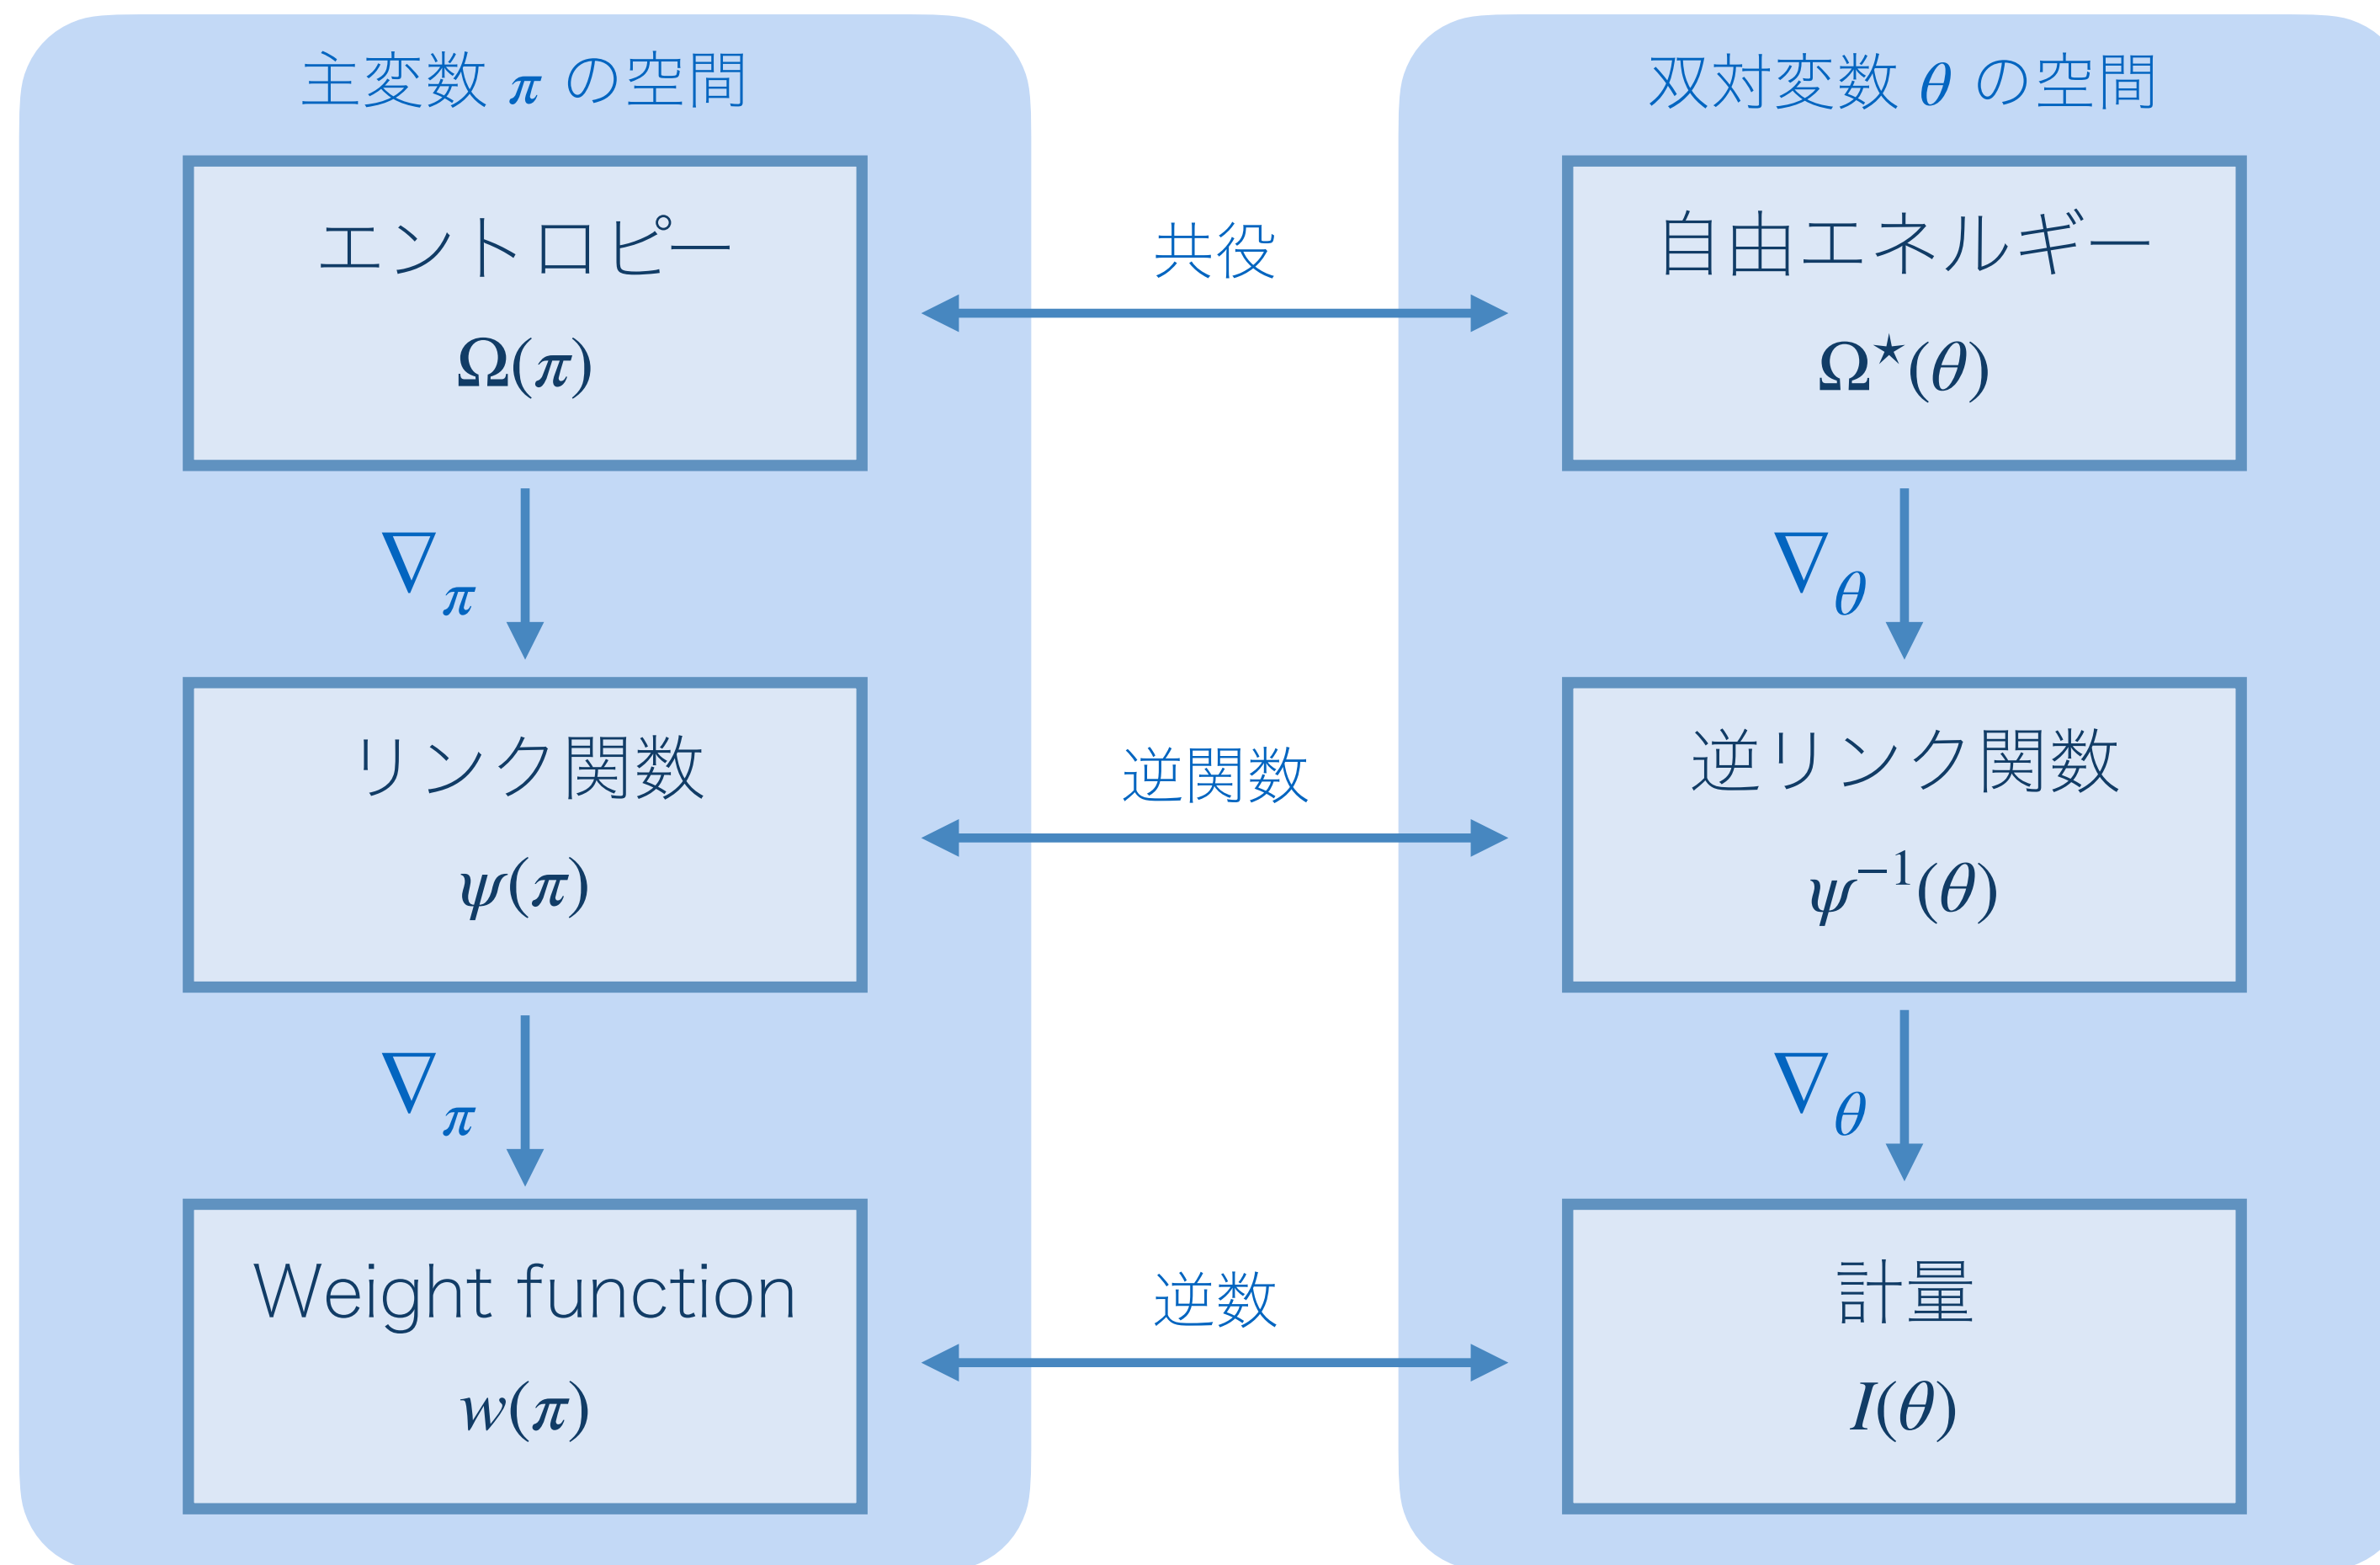 主変数 π の空間
双対変数 θ の空間
エントロピー
Ω(π)
共役
自由エネルギー
Ω★(θ)
∇π
∇θ
リンク関数
ψ(π)
逆関数
逆リンク関数
ψ−1(θ)
∇π
∇θ
Weight function
w(π)
逆数
計量
I(θ)